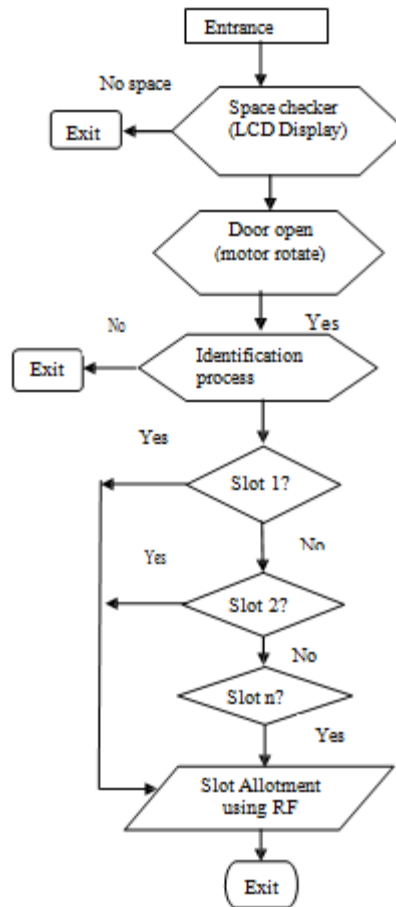 Entrance
No space
Space checker
(LCD Display)
Exit
Door open
(motor rotate)
No
Yes
Identification
process
Exit
Yes
Slot 1?
No
Yes
Slot 2?
No
Slot n?
Yes
Slot Allotment
using RF
Exit